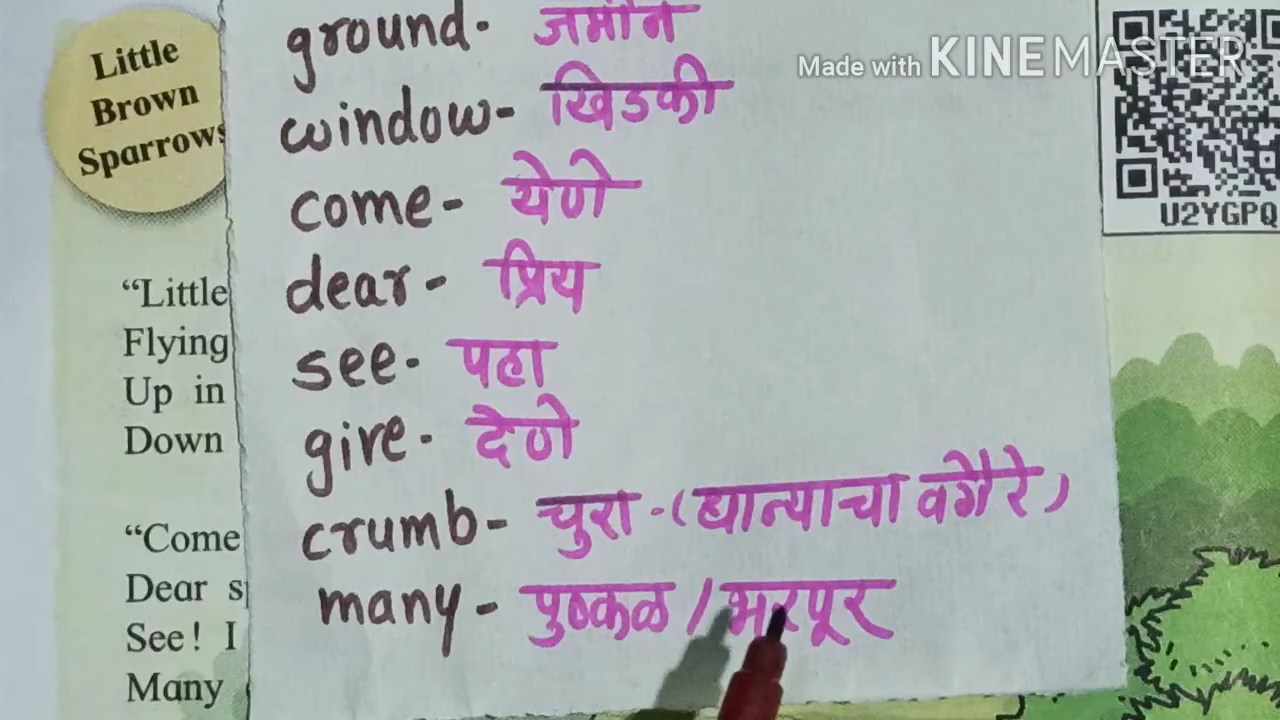 Little
Brown
Sparrows
ground - जमीन
window - खिडकी
come - येणे
dear - प्रिय
see - पहा
give - देणे
crumb - चुरा - (धान्याचा वगैरे)
many - पुष्कळ / भरपूर
Made with KINEMASTER
U2YGPQ
“Little
Flying
Up in
Down
“Come
Dear s
See! I
Many